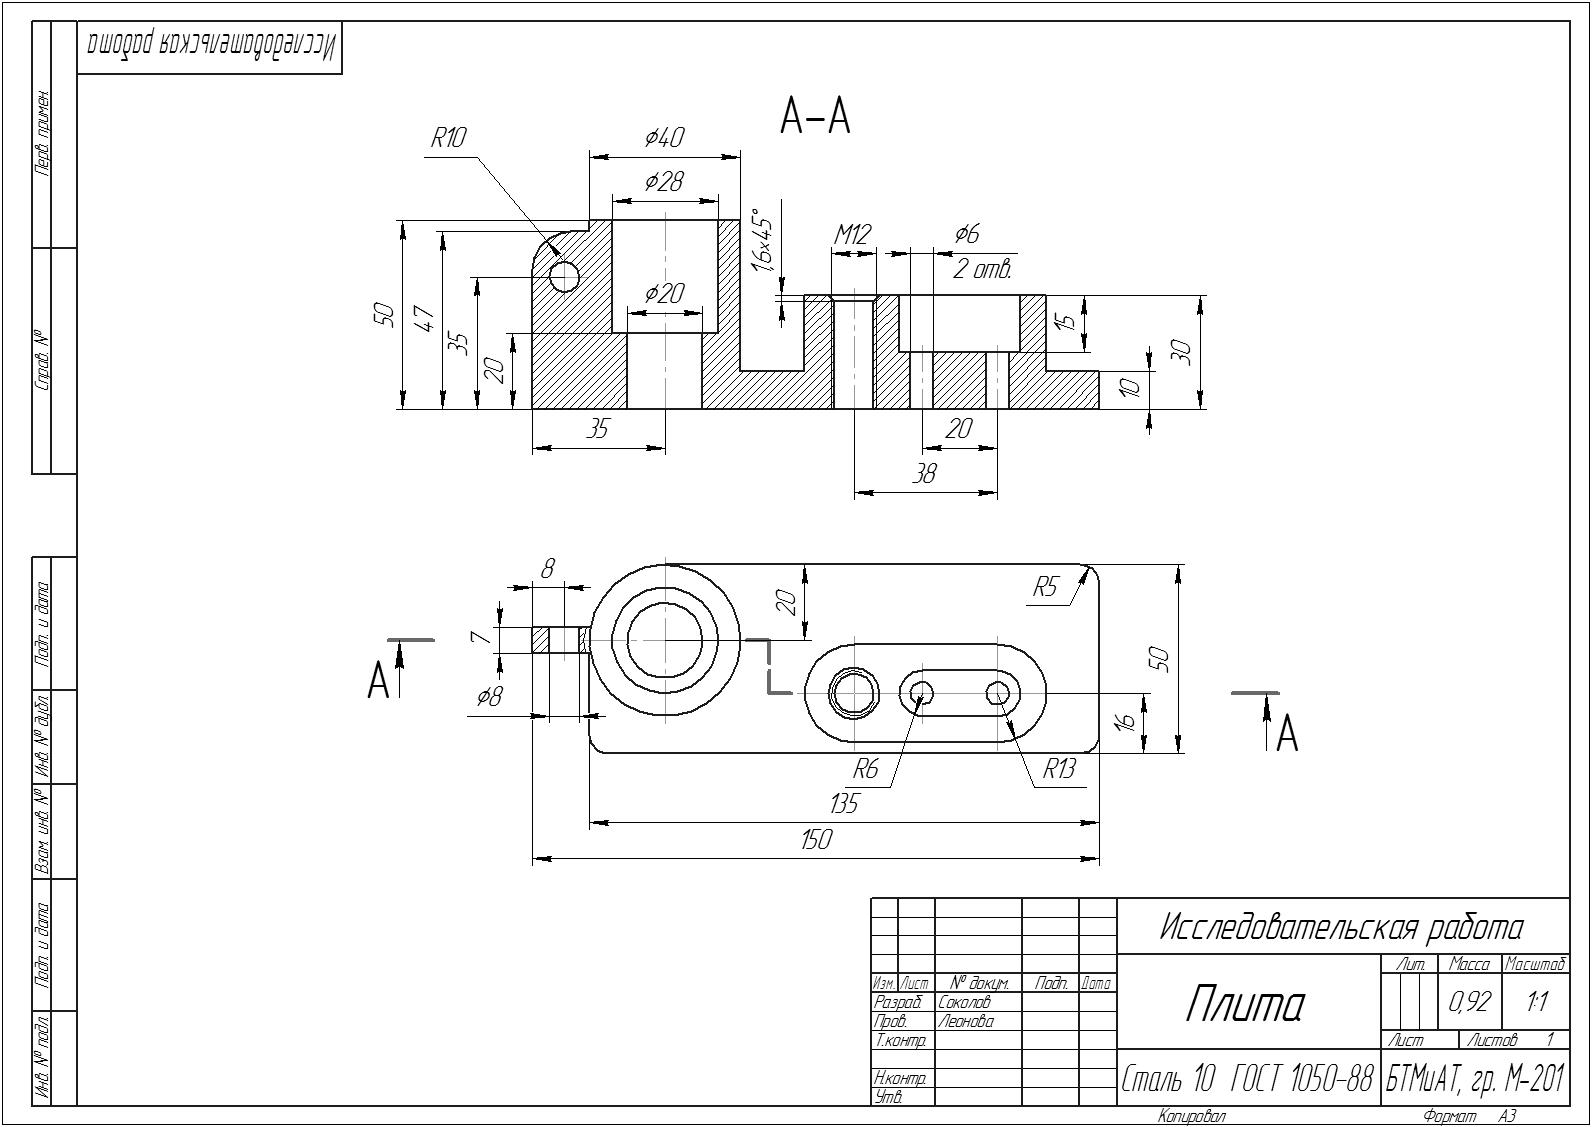 Исследовательская работа
Перв. примен.
Справ. №
Подп. и дата
Инв. № дубл.
Взам. инв. №
Подп. и дата
Инв. № подл.
А-А
R10
⌀40
⌀28
⌀20
1,6×45°
М12
⌀6
2 отв.
50
47
35
20
15
30
10
35
20
38
8
7
⌀8
А
20
R5
50
16
А
R6
R13
135
150
Исследовательская работа
Плита
Лит. Масса Масштаб
0,92 1:1
Лист Листов 1
Изм. Лист № докум. Подп. Дата
Разраб. Соколов
Пров. Леонова
Т.контр.
Н.контр.
Утв.
Сталь 10 ГОСТ 1050-88
БТМиАТ, гр. М-201
Копировал Формат А3